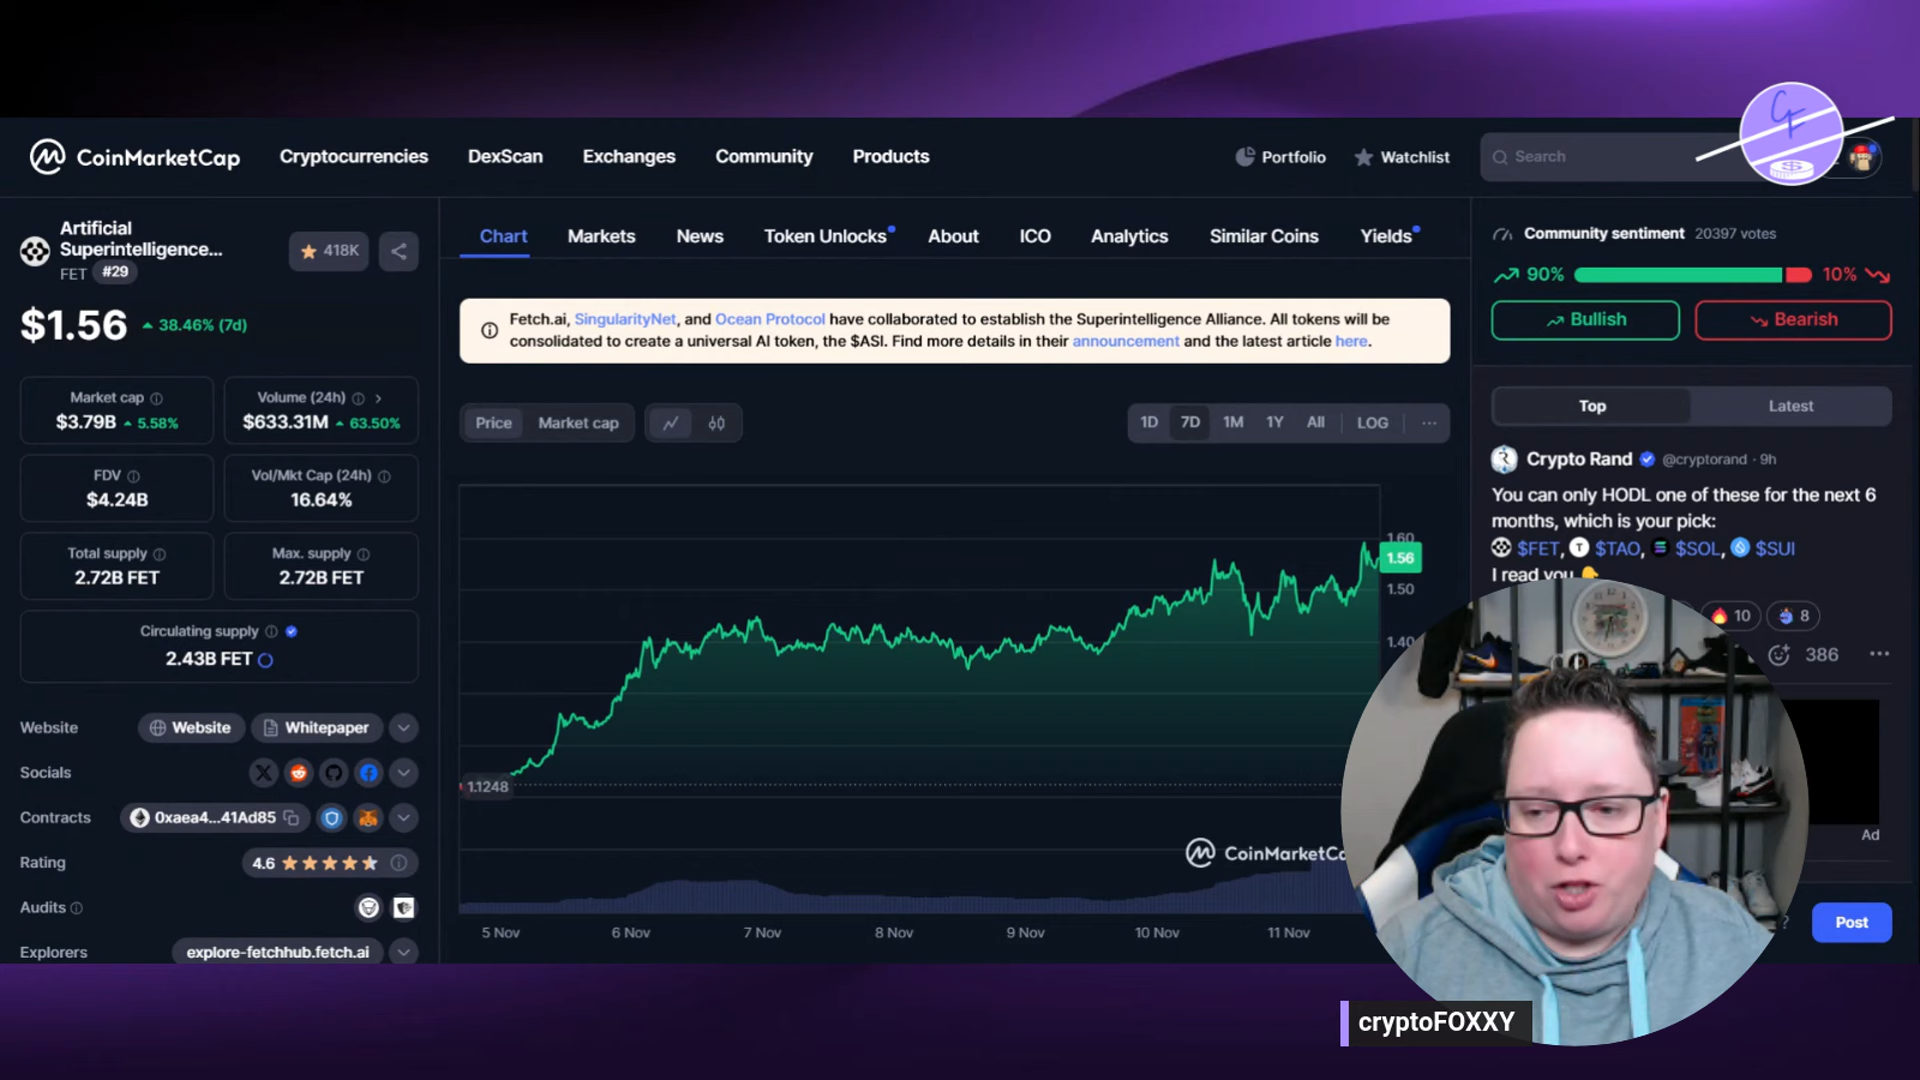 CoinMarketCap
Cryptocurrencies
DexScan
Exchanges
Community
Products
Portfolio
Watchlist
Search
CF
$
Artificial
Superintelligence...
FET #29
418K
$1.56 38.46% (7d)
Market cap
$3.79B 5.58%
Volume (24h)
$633.31M 63.50%
FDV
$4.24B
Vol/Mkt Cap (24h)
16.64%
Total supply
2.72B FET
Max. supply
2.72B FET
Circulating supply
2.43B FET
Website Website Whitepaper
Socials
Contracts 0xaea4...41Ad85
Rating 4.6
Audits
Explorers explore-fetchhub.fetch.ai
Chart Markets News Token Unlocks About ICO Analytics Similar Coins Yields
Fetch.ai, SingularityNet, and Ocean Protocol have collaborated to establish the Superintelligence Alliance. All tokens will be
consolidated to create a universal AI token, the $ASI. Find more details in their announcement and the latest article here.
Price Market cap
1D 7D 1M 1Y All LOG ...
1.60
1.56
1.50
1.40
1.1248
CoinMarketC
5 Nov 6 Nov 7 Nov 8 Nov 9 Nov 10 Nov 11 Nov
Community sentiment 20397 votes
90% 10%
Bullish Bearish
Top Latest
Crypto Rand @cryptorand · 9h
You can only HODL one of these for the next 6
months, which is your pick:
$FET, $TAO, $SOL, $SUI
I read you
10 8
386
Ad
? Post
cryptoFOXXY